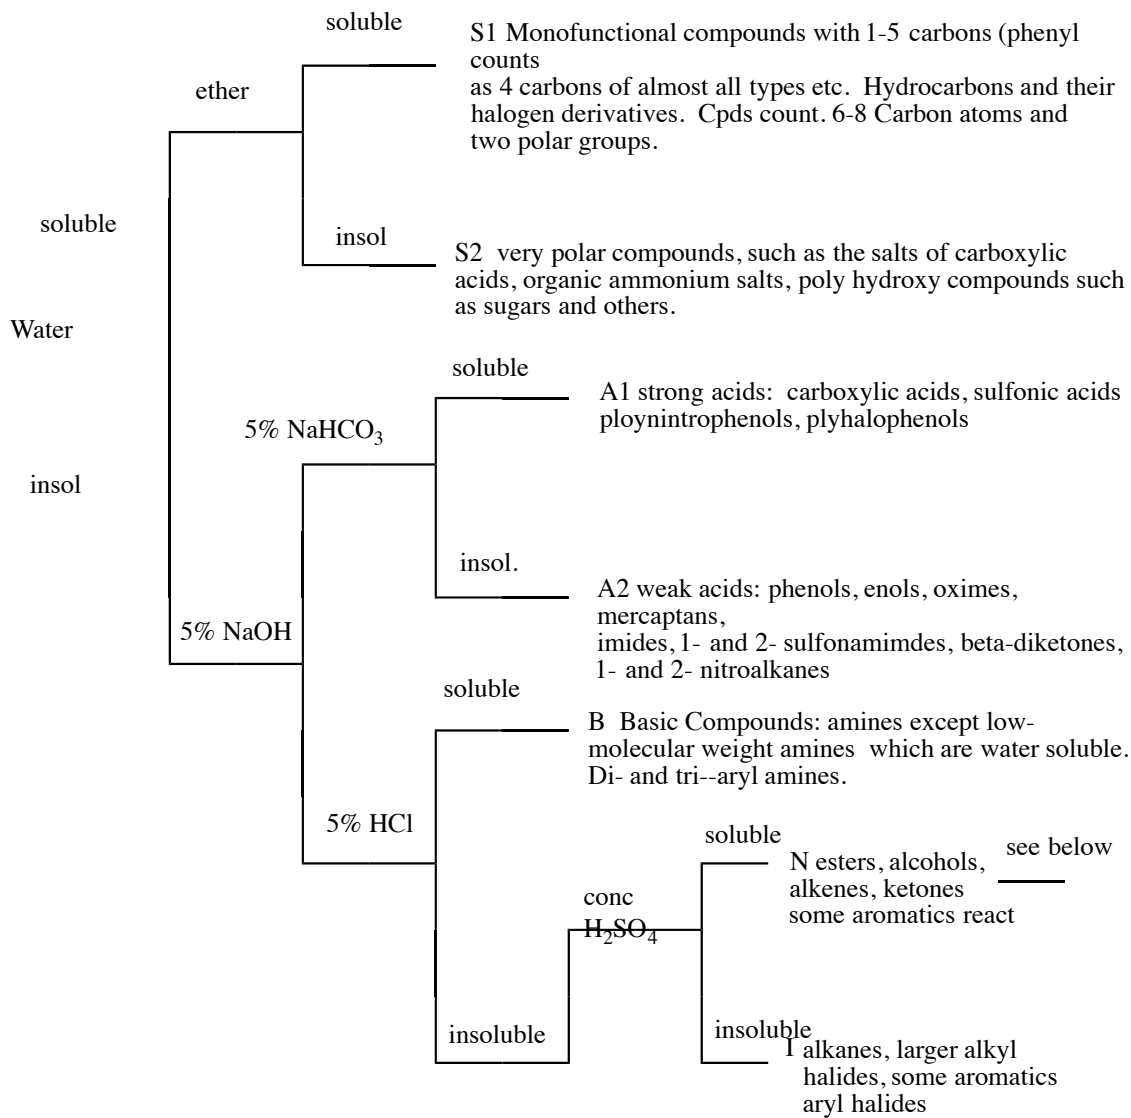 soluble
S1 Monofunctional compounds with 1-5 carbons (phenyl
counts
as 4 carbons of almost all types etc. Hydrocarbons and their
halogen derivatives. Cpds count. 6-8 Carbon atoms and
two polar groups.
ether
soluble
insol
S2 very polar compounds, such as the salts of carboxylic
acids, organic ammonium salts, poly hydroxy compounds such
as sugars and others.
Water
soluble
A1 strong acids: carboxylic acids, sulfonic acids
ploynintrophenols, plyhalophenols
5% NaHCO3
insol
insol.
A2 weak acids: phenols, enols, oximes,
mercaptans,
imides, 1- and 2- sulfonamimdes, beta-diketones,
1- and 2- nitroalkanes
5% NaOH
soluble
B Basic Compounds: amines except low-
molecular weight amines which are water soluble.
Di- and tri--aryl amines.
5% HCl
soluble
see below
N esters, alcohols,
alkenes, ketones
some aromatics react
conc
H2SO4
insoluble
insoluble
I alkanes, larger alkyl
halides, some aromatics
aryl halides